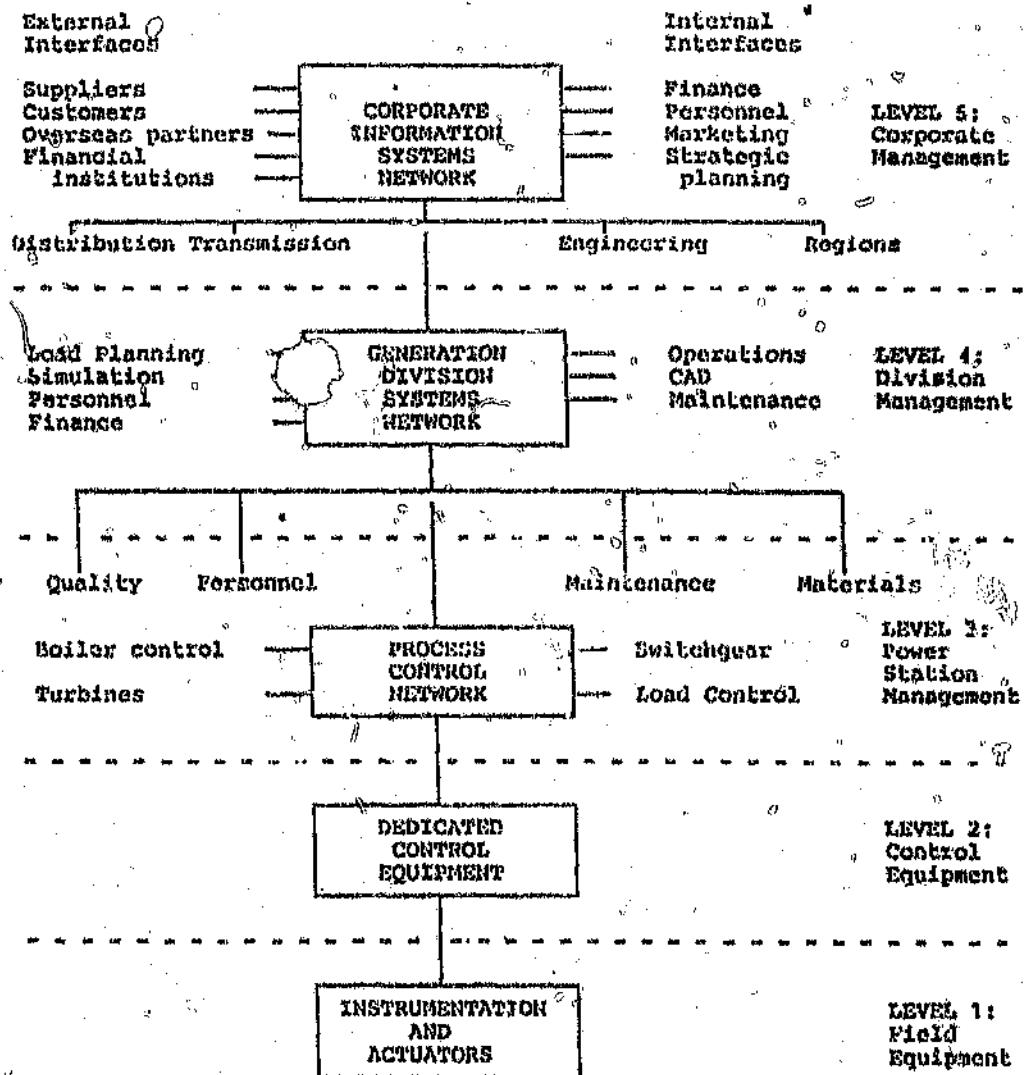 External
Interfaces
Internal
Interfaces
Suppliers
Customers
Overseas partners
Financial
institutions
CORPORATE
INFORMATION
SYSTEMS
NETWORK
Finance
Personnel
Marketing
Strategic
planning
LEVEL 5:
Corporate
Management
Distribution Transmission Engineering Regions
Load Planning
Simulation
Personnel
Finance
GENERATION
DIVISION
SYSTEMS
NETWORK
Operations
CAD
Maintenance
LEVEL 4:
Division
Management
Quality Personnel Maintenance Materials
Boiler control
Turbines
PROCESS
CONTROL
NETWORK
Switchgear
Load Control
LEVEL 3:
Power
Station
Management
DEDICATED
CONTROL
EQUIPMENT
LEVEL 2:
Control
Equipment
INSTRUMENTATION
AND
ACTUATORS
LEVEL 1:
Field
Equipment